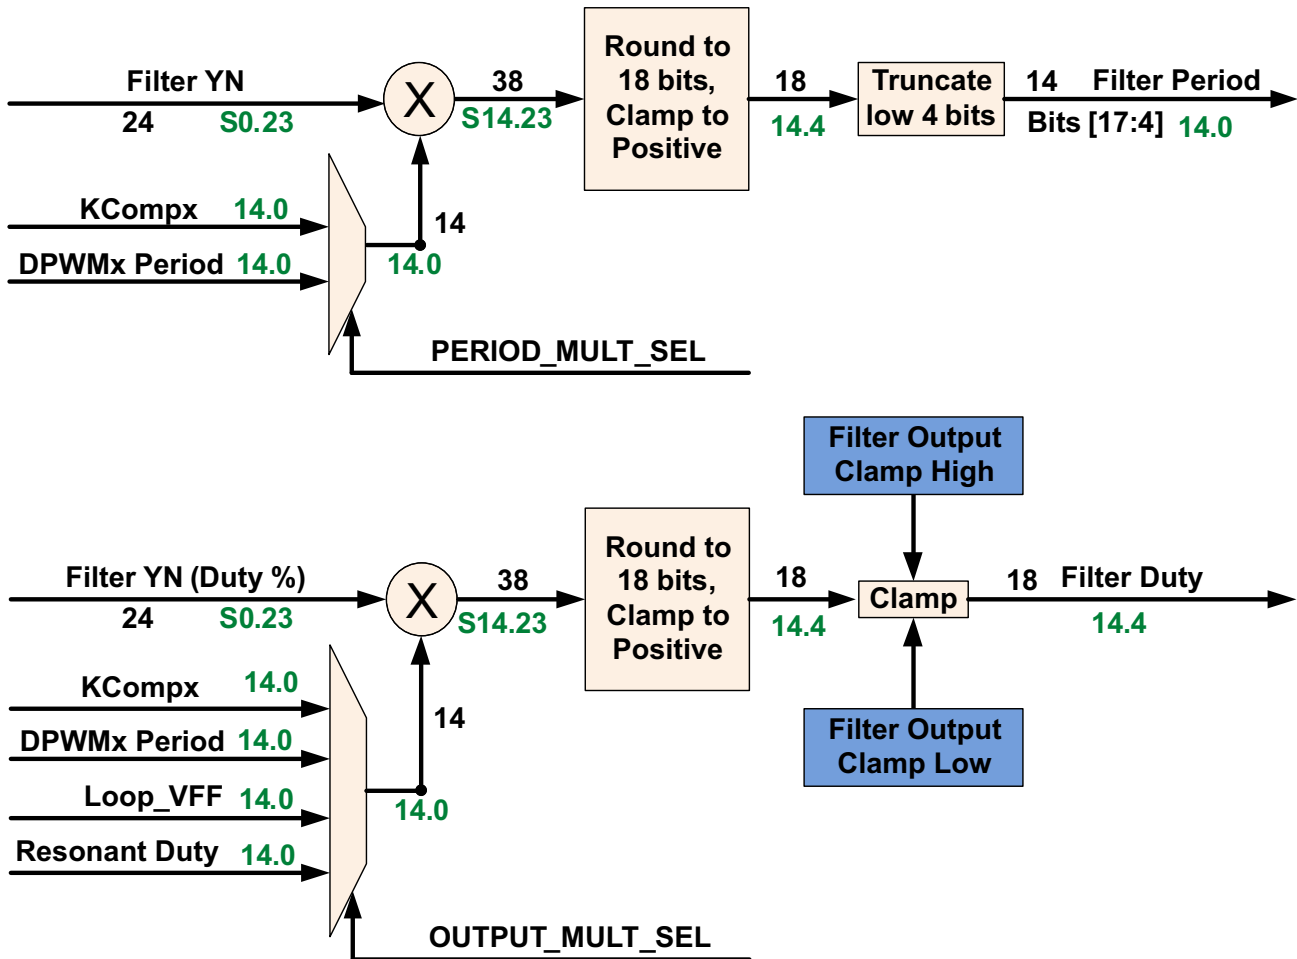 Filter YN
24 S0.23
X
38
S14.23
Round to
18 bits,
Clamp to
Positive
18
14.4
Truncate
low 4 bits
14 Filter Period
Bits [17:4] 14.0
KCompx 14.0
DPWMx Period 14.0
14
14.0
PERIOD_MULT_SEL
Filter Output
Clamp High
Filter YN (Duty %)
24 S0.23
X
38
S14.23
Round to
18 bits,
Clamp to
Positive
18
14.4
Clamp
18 Filter Duty
14.4
KCompx 14.0
DPWMx Period 14.0
Loop_VFF 14.0
Resonant Duty 14.0
14
14.0
Filter Output
Clamp Low
OUTPUT_MULT_SEL